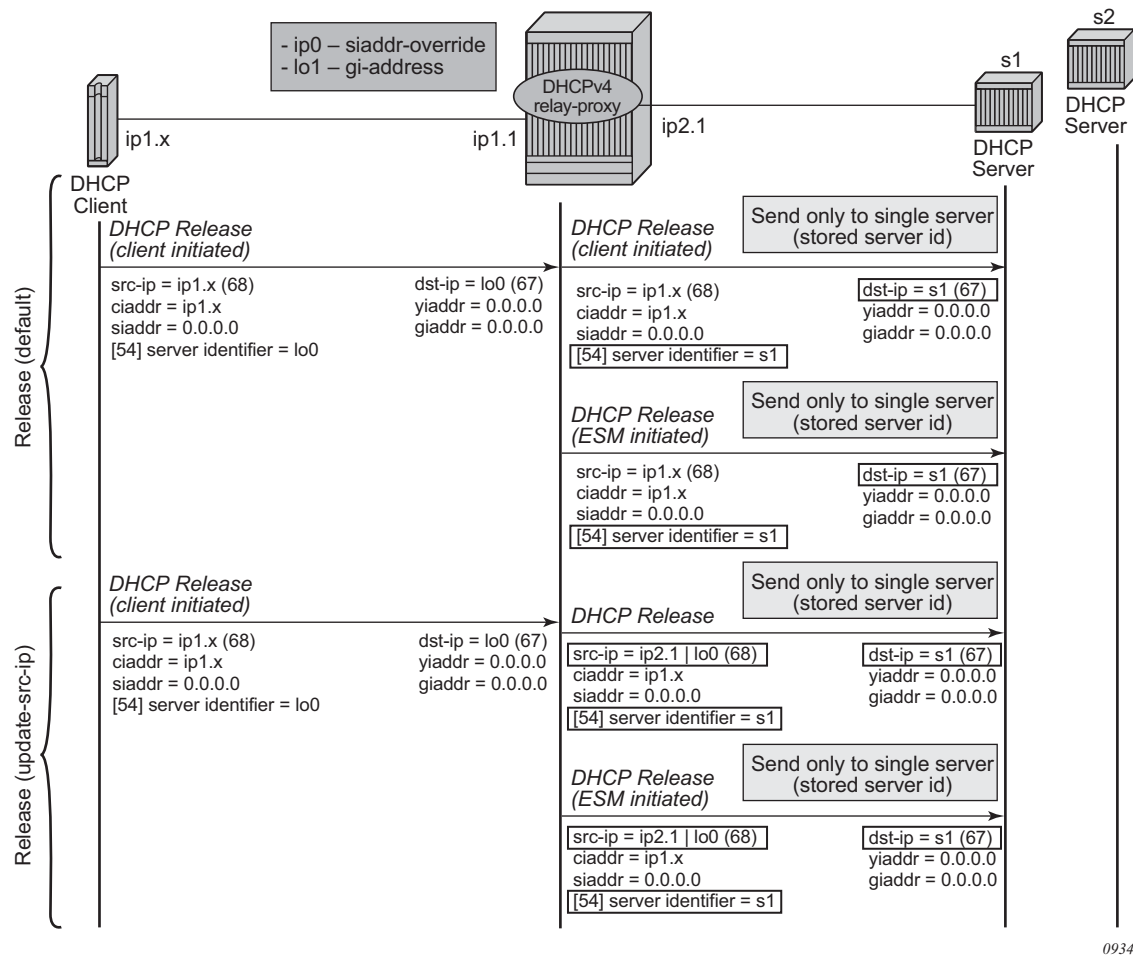 - ip0 – siaddr-override
- lo1 – gi-address
DHCPv4
relay-proxy
s1
s2
ip1.x
ip1.1
ip2.1
DHCP
Client
DHCP
Server
DHCP
Server
Release (default)
DHCP Release
(client initiated)
src-ip = ip1.x (68)
ciaddr = ip1.x
siaddr = 0.0.0.0
[54] server identifier = lo0
dst-ip = lo0 (67)
yiaddr = 0.0.0.0
giaddr = 0.0.0.0
DHCP Release
(client initiated)
Send only to single server
(stored server id)
src-ip = ip1.x (68)
ciaddr = ip1.x
siaddr = 0.0.0.0
[54] server identifier = s1
dst-ip = s1 (67)
yiaddr = 0.0.0.0
giaddr = 0.0.0.0
DHCP Release
(ESM initiated)
Send only to single server
(stored server id)
src-ip = ip1.x (68)
ciaddr = ip1.x
siaddr = 0.0.0.0
[54] server identifier = s1
dst-ip = s1 (67)
yiaddr = 0.0.0.0
giaddr = 0.0.0.0
Release (update-src-ip)
DHCP Release
(client initiated)
src-ip = ip1.x (68)
ciaddr = ip1.x
siaddr = 0.0.0.0
[54] server identifier = lo0
dst-ip = lo0 (67)
yiaddr = 0.0.0.0
giaddr = 0.0.0.0
DHCP Release
Send only to single server
(stored server id)
src-ip = ip2.1 | lo0 (68)
ciaddr = ip1.x
siaddr = 0.0.0.0
[54] server identifier = s1
dst-ip = s1 (67)
yiaddr = 0.0.0.0
giaddr = 0.0.0.0
DHCP Release
(ESM initiated)
Send only to single server
(stored server id)
src-ip = ip2.1 | lo0 (68)
ciaddr = ip1.x
siaddr = 0.0.0.0
[54] server identifier = s1
dst-ip = s1 (67)
yiaddr = 0.0.0.0
giaddr = 0.0.0.0
0934